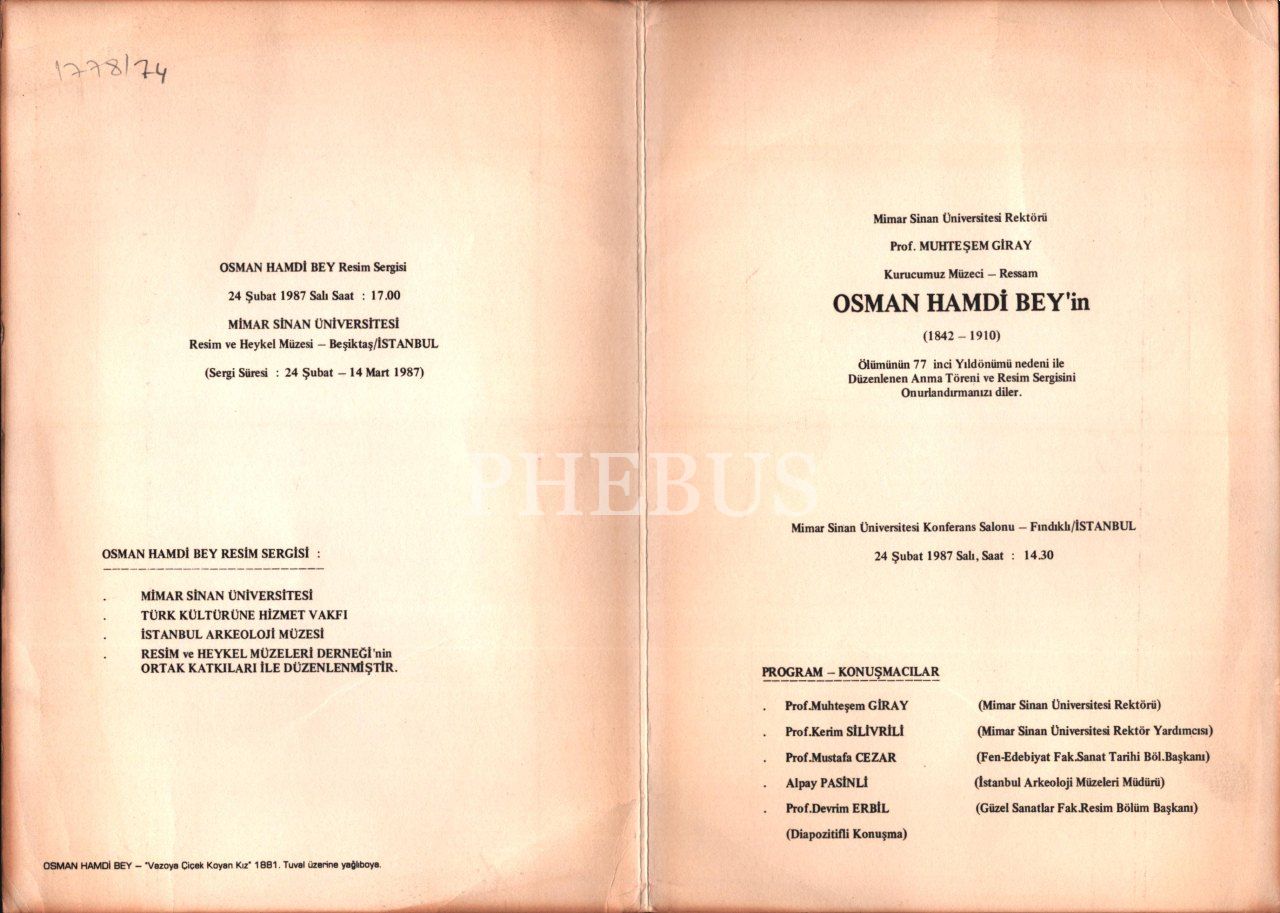 1778/74
OSMAN HAMDİ BEY Resim Sergisi
24 Şubat 1987 Salı Saat : 17.00
MİMAR SİNAN ÜNİVERSİTESİ
Resim ve Heykel Müzesi – Beşiktaş/İSTANBUL
(Sergi Süresi : 24 Şubat – 14 Mart 1987)
OSMAN HAMDİ BEY RESİM SERGİSİ :
. MİMAR SİNAN ÜNİVERSİTESİ
. TÜRK KÜLTÜRÜNE HİZMET VAKFI
. İSTANBUL ARKEOLOJİ MÜZESİ
. RESİM ve HEYKEL MÜZELERİ DERNEĞİ'nin
ORTAK KATKILARI İLE DÜZENLENMİŞTİR.
OSMAN HAMDİ BEY – "Vazoya Çiçek Koyan Kız" 1881. Tuval üzerine yağlıboya.
Mimar Sinan Üniversitesi Rektörü
Prof. MUHTEŞEM GİRAY
Kurucumuz Müzeci – Ressam
OSMAN HAMDİ BEY'in
(1842 – 1910)
Ölümünün 77 inci Yıldönümü nedeni ile
Düzenlenen Anma Töreni ve Resim Sergisini
Onurlandırmanızı diler.
PHEBUS
Mimar Sinan Üniversitesi Konferans Salonu – Fındıklı/İSTANBUL
24 Şubat 1987 Salı, Saat : 14.30
PROGRAM – KONUŞMACILAR
. Prof.Muhteşem GİRAY (Mimar Sinan Üniversitesi Rektörü)
. Prof.Kerim SİLİVRİLİ (Mimar Sinan Üniversitesi Rektör Yardımcısı)
. Prof.Mustafa CEZAR (Fen-Edebiyat Fak.Sanat Tarihi Böl.Başkanı)
. Alpay PASİNLİ (İstanbul Arkeoloji Müzeleri Müdürü)
. Prof.Devrim ERBİL (Güzel Sanatlar Fak.Resim Bölüm Başkanı)
(Diapozitifli Konuşma)